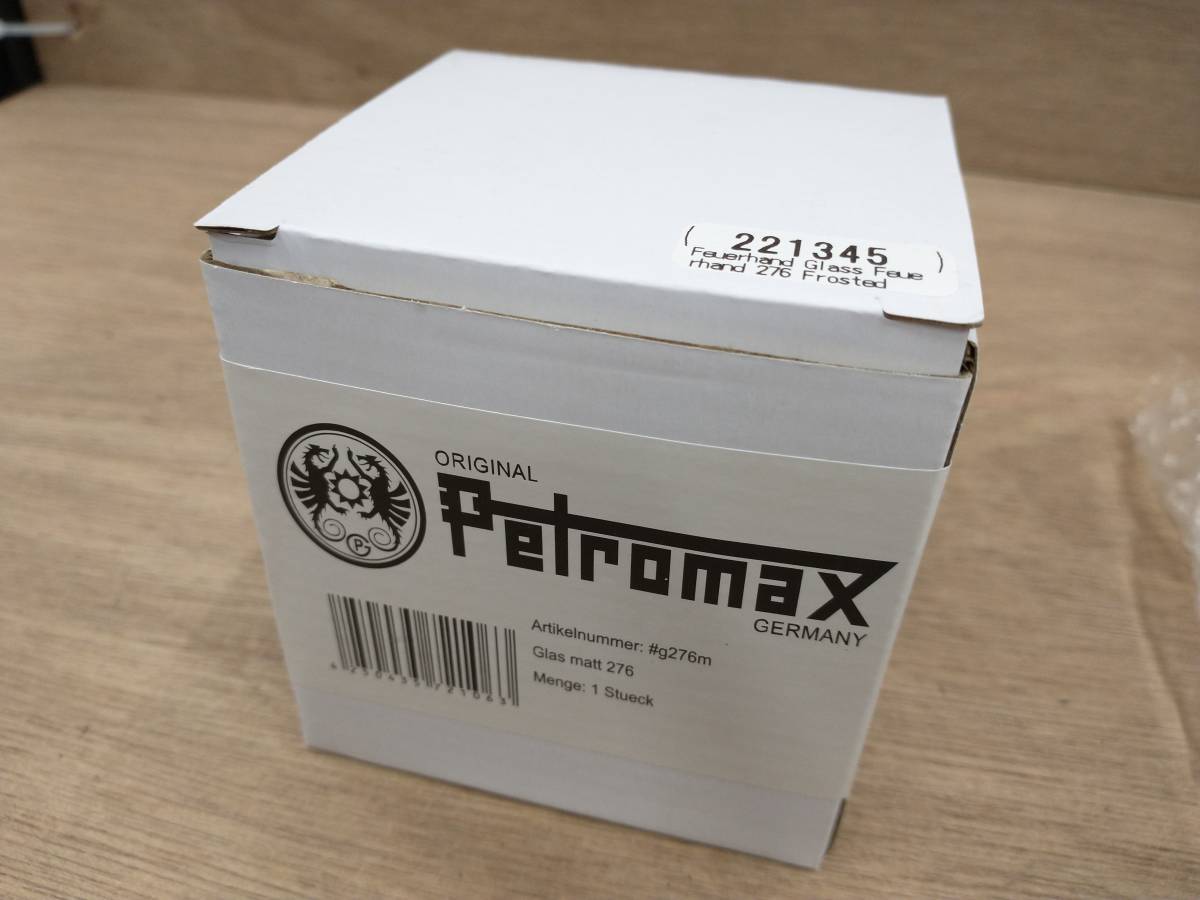 ( 221345 )
Feuerhand Glass Feue
rhand 276 Frosted
ORIGINAL
Petromax
GERMANY
Artikelnummer: #g276m
Glas matt 276
Menge: 1 Stueck